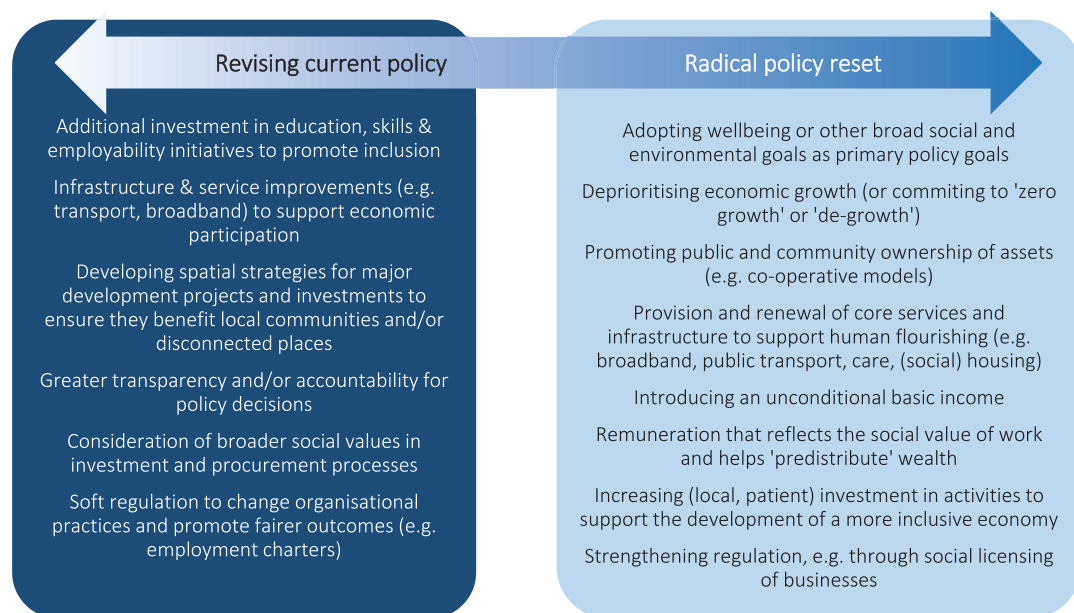 Revising current policy
Additional investment in education, skills &
employability initiatives to promote inclusion
Infrastructure & service improvements (e.g.
transport, broadband) to support economic
participation
Developing spatial strategies for major
development projects and investments to
ensure they benefit local communities and/or
disconnected places
Greater transparency and/or accountability for
policy decisions
Consideration of broader social values in
investment and procurement processes
Soft regulation to change organisational
practices and promote fairer outcomes (e.g.
employment charters)
Radical policy reset
Adopting wellbeing or other broad social and
environmental goals as primary policy goals
Deprioritising economic growth (or commiting to 'zero
growth' or 'de-growth')
Promoting public and community ownership of assets
(e.g. co-operative models)
Provision and renewal of core services and
infrastructure to support human flourishing (e.g.
broadband, public transport, care, (social) housing)
Introducing an unconditional basic income
Remuneration that reflects the social value of work
and helps 'predistribute' wealth
Increasing (local, patient) investment in activities to
support the development of a more inclusive economy
Strengthening regulation, e.g. through social licensing
of businesses